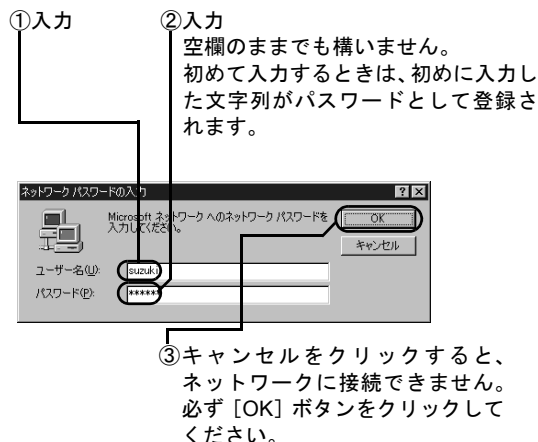 ①入力
②入力
空欄のままでも構いません。
初めて入力するときは、初めに入力し
た文字列がパスワードとして登録さ
れます。
ネットワーク パスワードの入力
Microsoft ネットワーク へのネットワーク パスワードを
入力してください。
OK
キャンセル
ユーザー名(U):
suzuki
パスワード(P):
******
③キャンセルをクリックすると、
ネットワークに接続できません。
必ず［OK］ボタンをクリックして
ください。